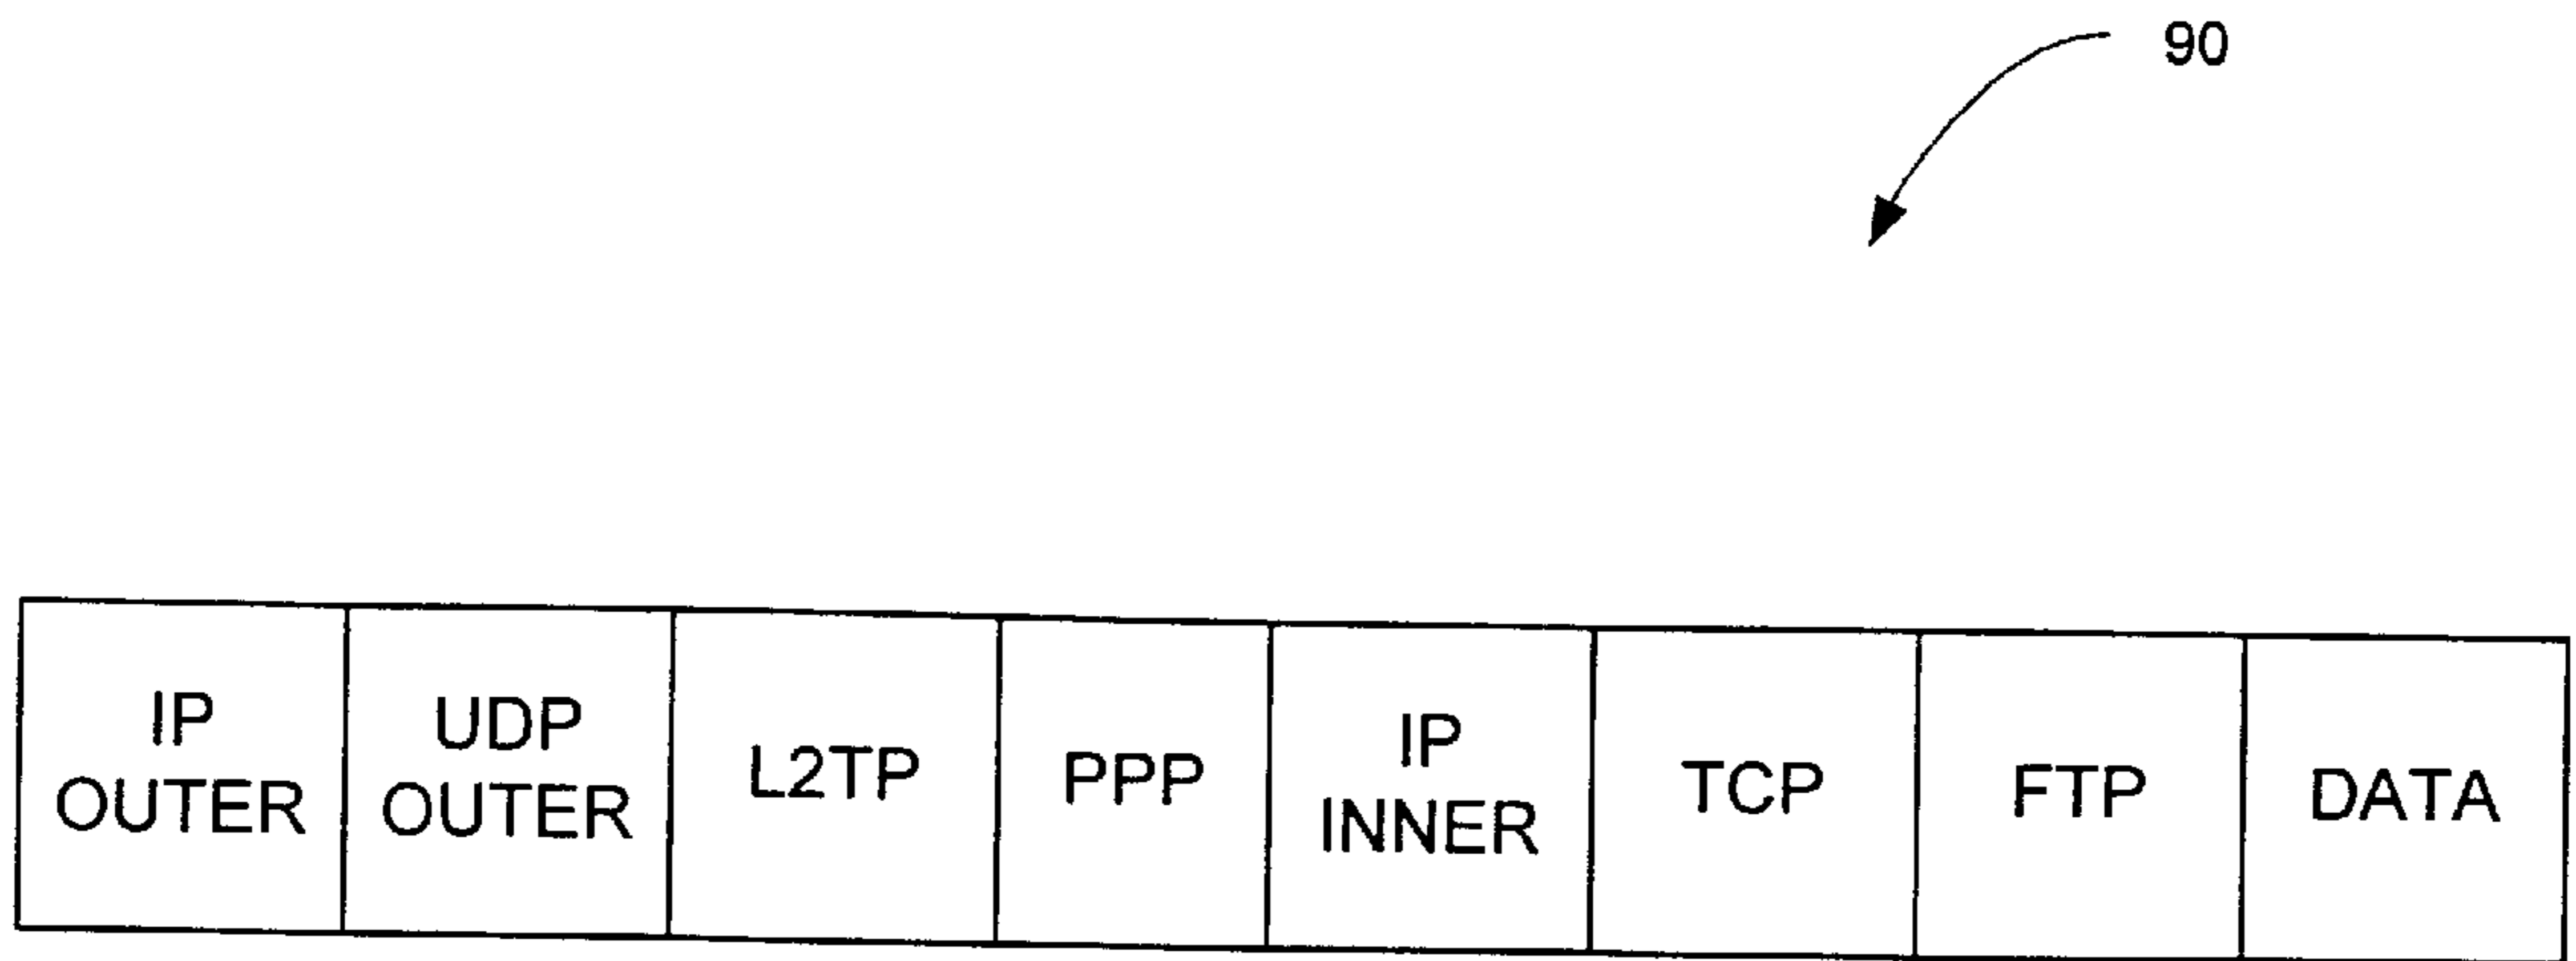 90
IP
OUTER
UDP
OUTER
L2TP
PPP
IP
INNER
TCP
FTP
DATA